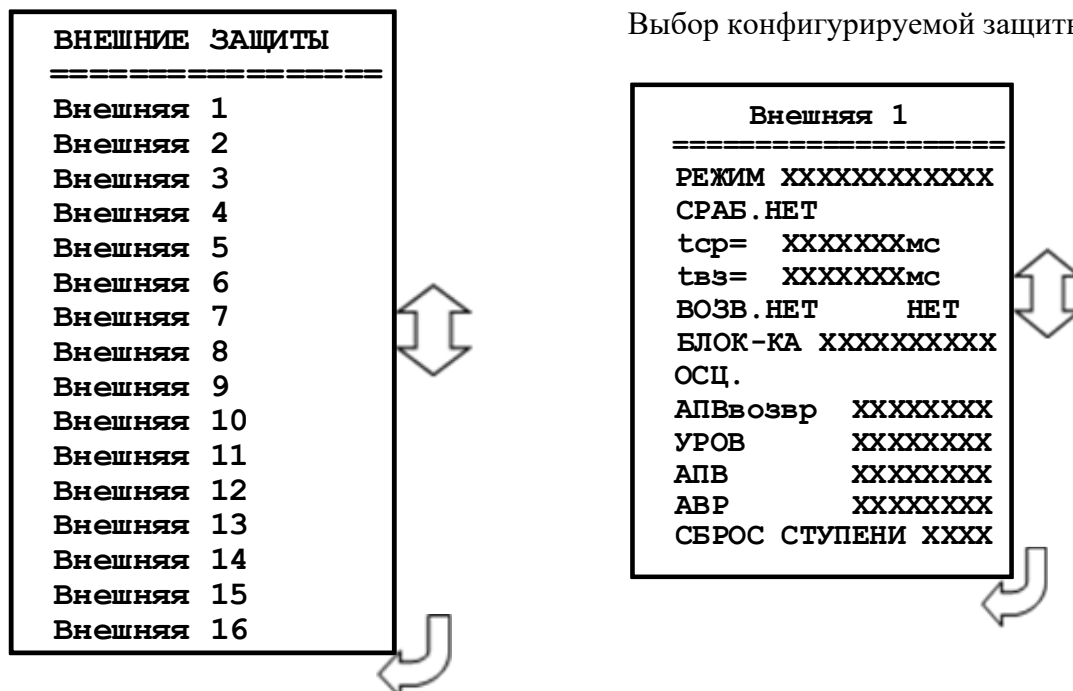 ВНЕШНИЕ ЗАЩИТЫ
=================
Внешняя 1
Внешняя 2
Внешняя 3
Внешняя 4
Внешняя 5
Внешняя 6
Внешняя 7
Внешняя 8
Внешняя 9
Внешняя 10
Внешняя 11
Внешняя 12
Внешняя 13
Внешняя 14
Внешняя 15
Внешняя 16
Выбор конфигурируемой
Внешняя 1
====================
РЕЖИМ XXXXXXXXXXXX
СРАБ.НЕТ
tср= XXXXXXXмс
tвз= XXXXXXXмс
ВОЗВ.НЕТ НЕТ
БЛОК-КА XXXXXXXXXX
ОСЦ.
АПВвозвр XXXXXXXX
УРОВ XXXXXXXX
АПВ XXXXXXXX
АВР XXXXXXXX
СБРОС СТУПЕНИ XXXX